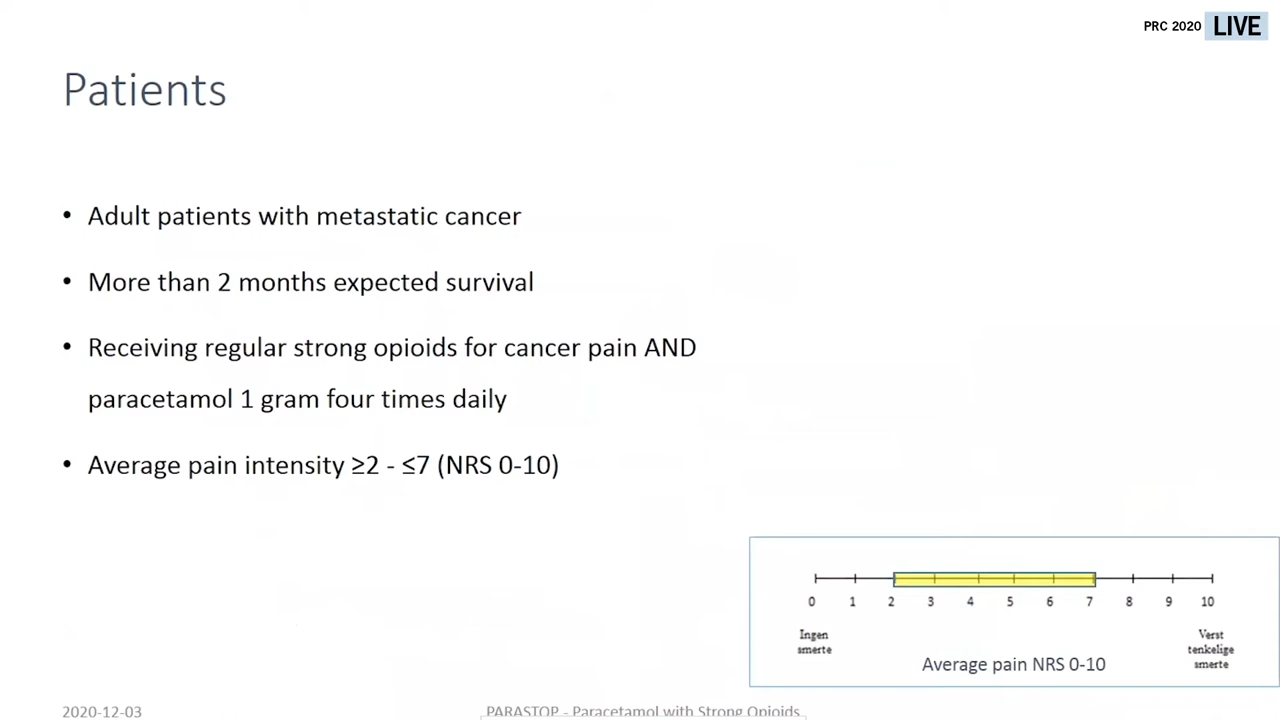 PRC 2020 LIVE
Patients
• Adult patients with metastatic cancer
• More than 2 months expected survival
• Receiving regular strong opioids for cancer pain AND
paracetamol 1 gram four times daily
• Average pain intensity ≥2 - ≤7 (NRS 0-10)
0 1 2 3 4 5 6 7 8 9 10
Ingen
smerte
Verst
tenkelige
smerte
Average pain NRS 0-10
2020-12-03
PARASTOP - Paracetamol with Strong Opioids